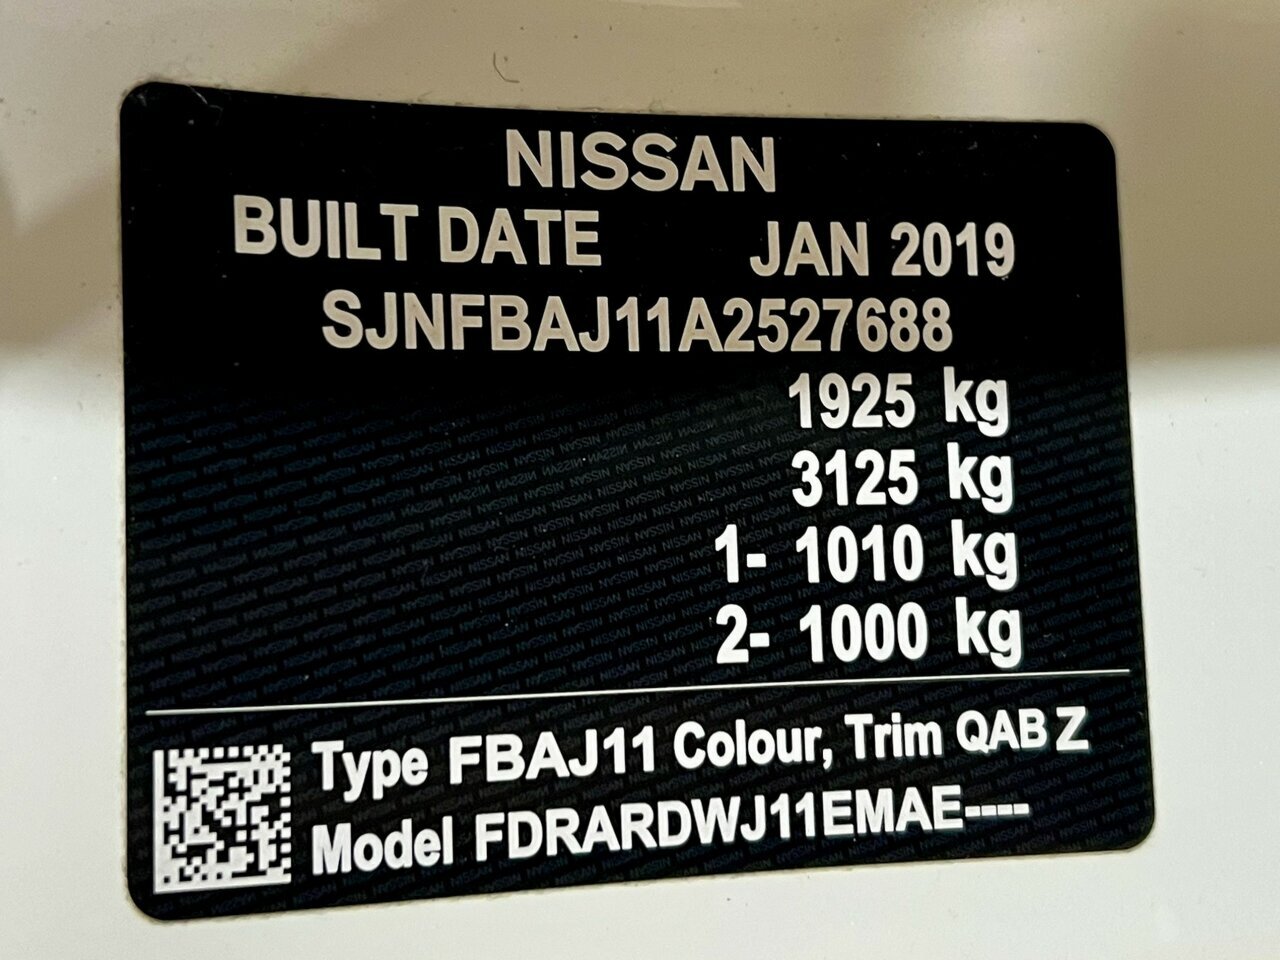 NISSAN
BUILT DATE JAN 2019
SJNFBAJ11A2527688
1925 kg
3125 kg
1- 1010 kg
2- 1000 kg
Type FBAJ11 Colour, Trim QAB Z
Model FDRARDWJ11EMAE----